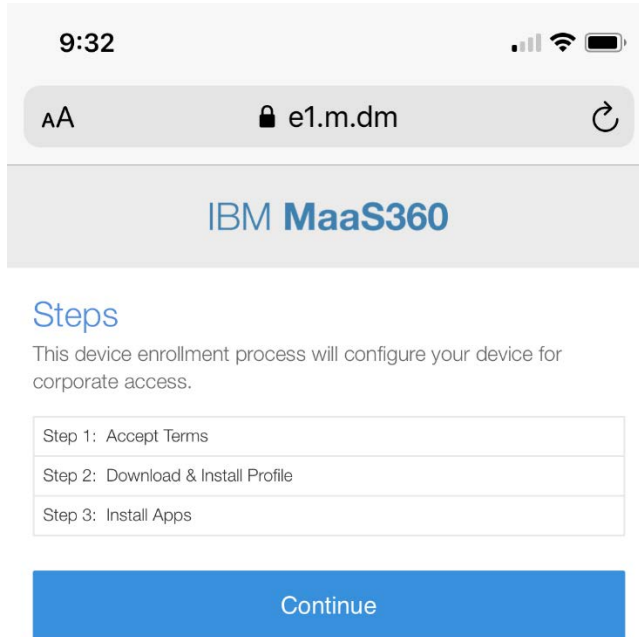 9:32
AA e1.m.dm
IBM MaaS360
Steps
This device enrollment process will configure your device for
corporate access.
Step 1: Accept Terms
Step 2: Download & Install Profile
Step 3: Install Apps
Continue